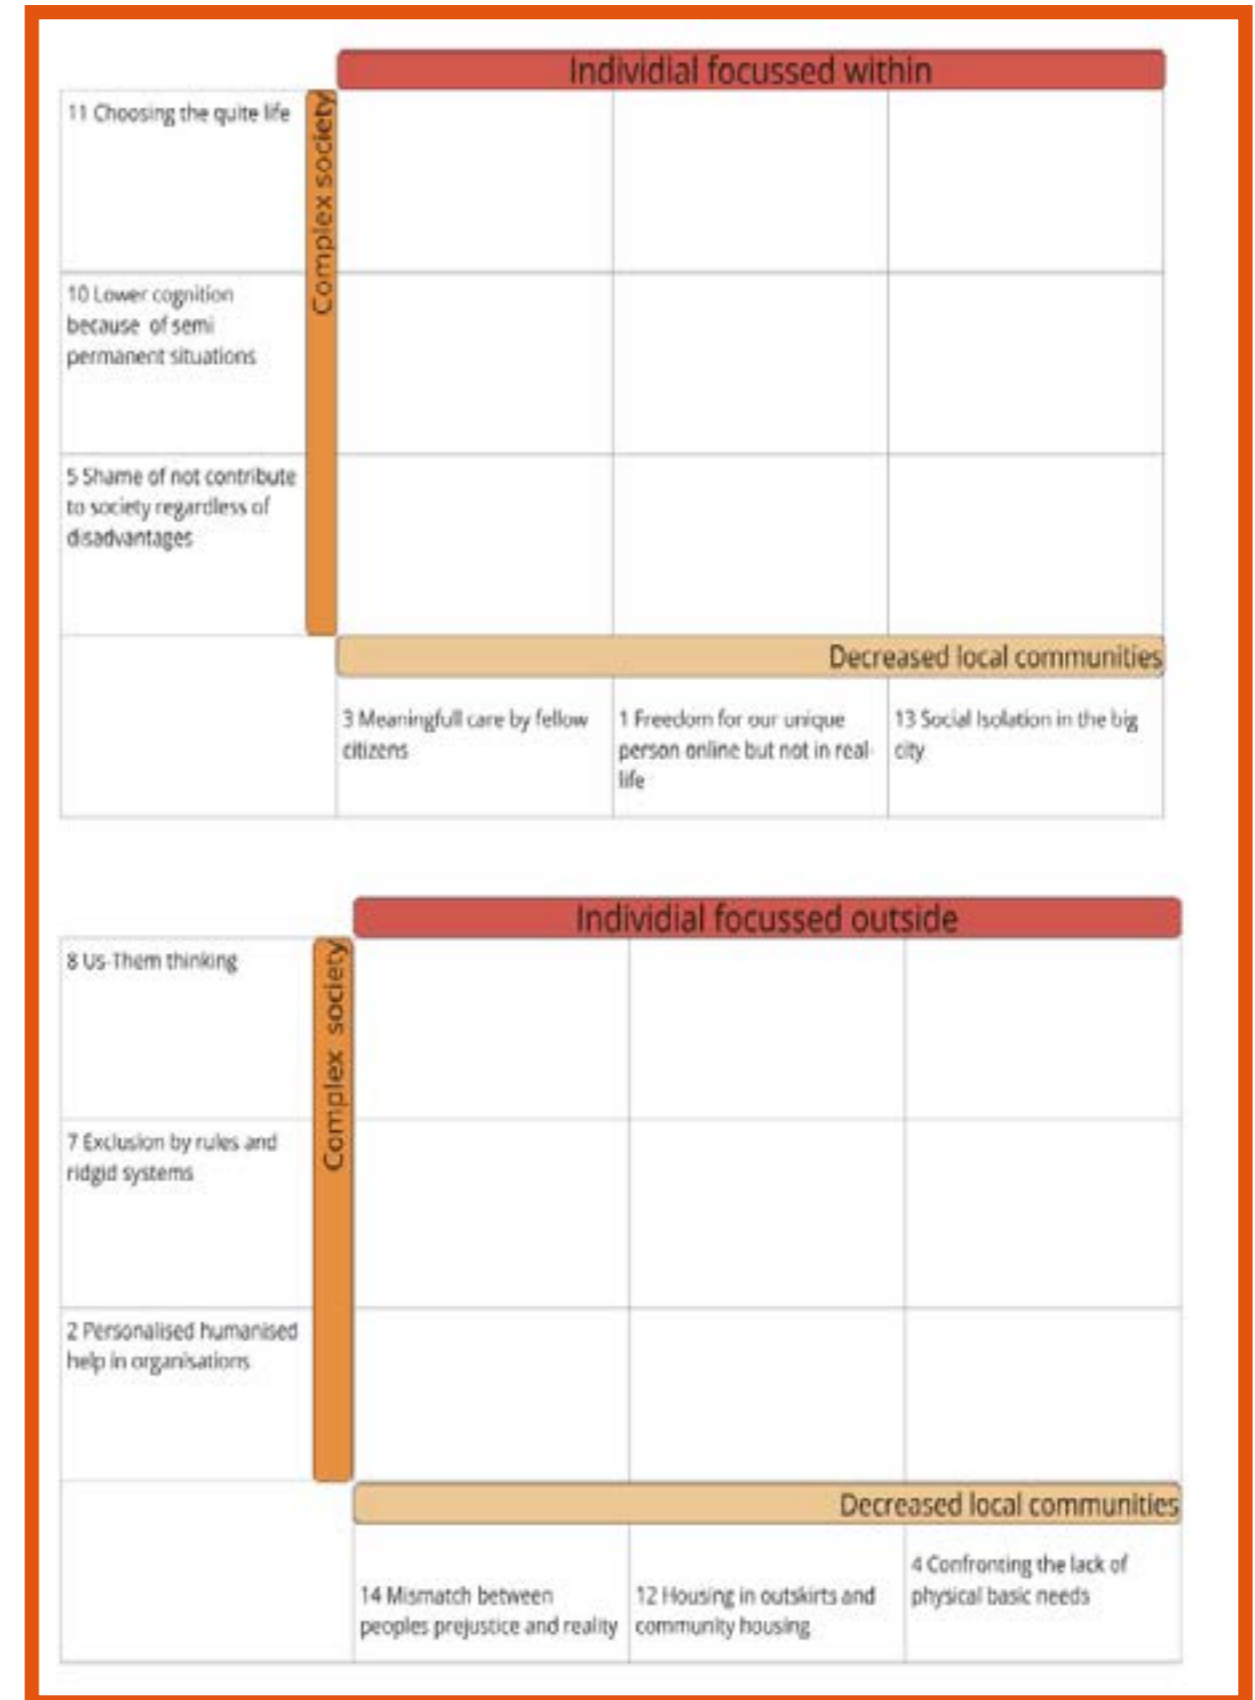 Individial focussed within
11 Choosing the quite life
Complex society
10 Lower cognition
because of semi
permanent situations
5 Shame of not contribute
to society regardless of
disadvantages
Decreased local communities
3 Meaningfull care by fellow
citizens
1 Freedom for our unique
person online but not in real-
life
13 Social Isolation in the big
city
Individial focussed outside
8 Us-Them thinking
Complex society
7 Exclusion by rules and
ridgid systems
2 Personalised humanised
help in organisations
Decreased local communities
14 Mismatch between
peoples prejustice and reality
12 Housing in outskirts and
community housing
4 Confronting the lack of
physical basic needs